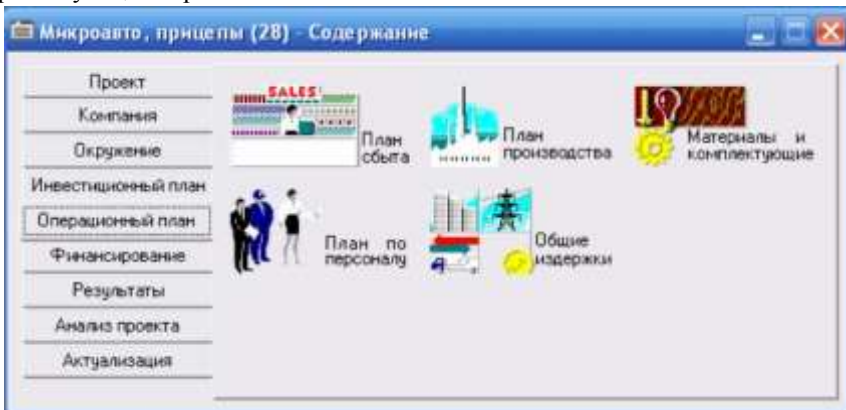 Микроавто, прицепы (28) - Содержание
Проект
Компания
Окружение
Инвестиционный план
Операционный план
Финансирование
Результаты
Анализ проекта
Актуализация
SALES
План
сбыта
План
производства
Материалы и
комплектующие
План по
персоналу
Общие
издержки